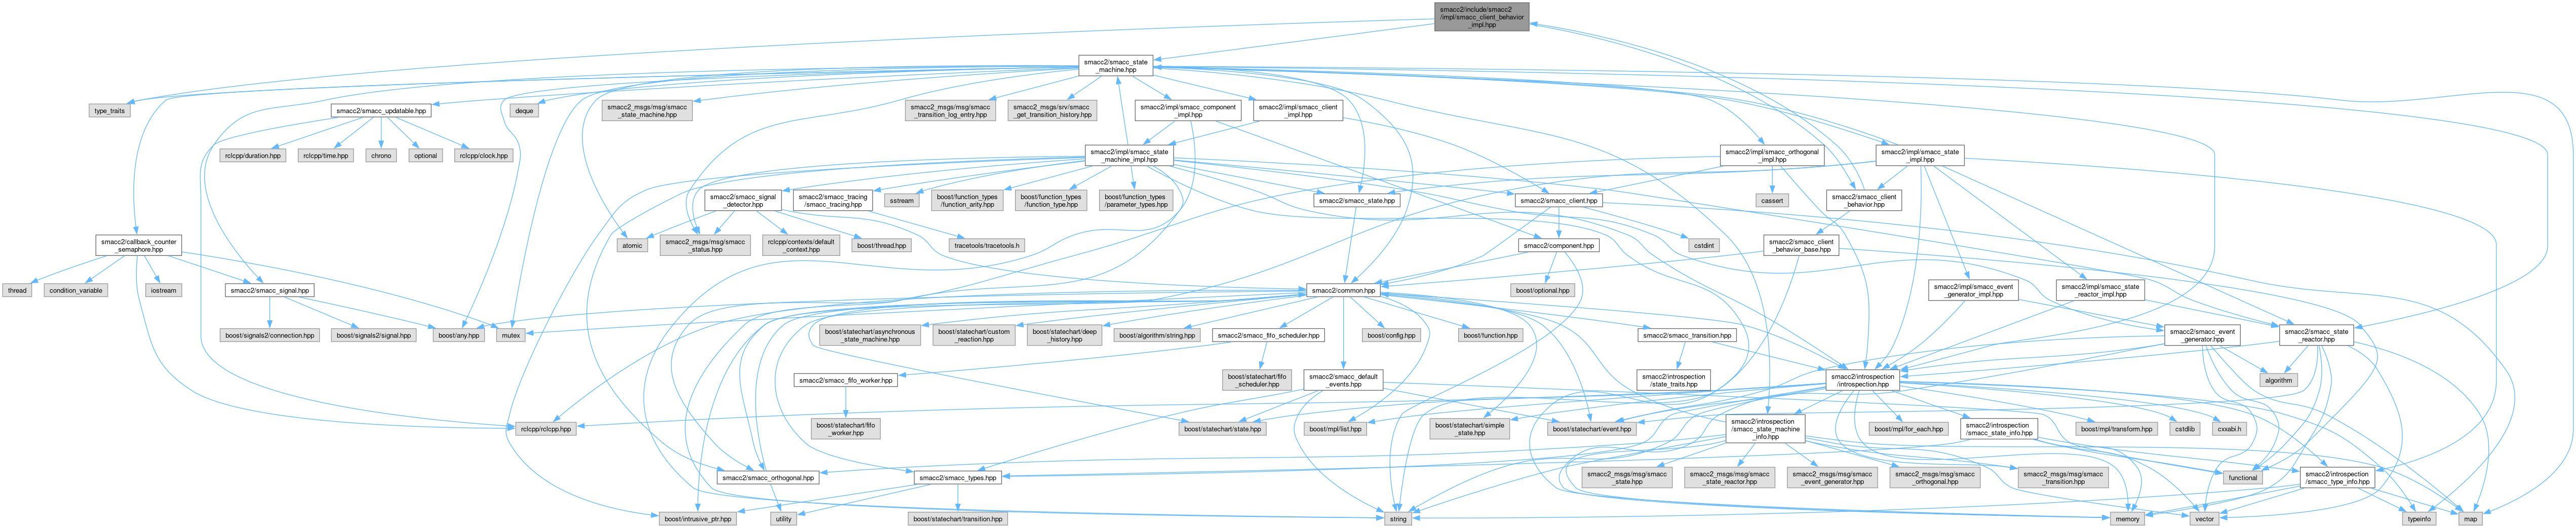 smacc2/include/smacc2
/impl/smacc_client_behavior
_impl.hpp
smacc2/smacc_state
_machine.hpp
type_traits
smacc2/smacc_updatable.hpp
deque
smacc2_msgs/msg/smacc
_state_machine.hpp
smacc2_msgs/msg/smacc
_transition_log_entry.hpp
smacc2_msgs/srv/smacc
_get_transition_history.hpp
smacc2/impl/smacc_component
_impl.hpp
smacc2/impl/smacc_client
_impl.hpp
rclcpp/duration.hpp
rclcpp/time.hpp
chrono
optional
rclcpp/clock.hpp
smacc2/impl/smacc_state
_machine_impl.hpp
smacc2/impl/smacc_orthogonal
_impl.hpp
smacc2/impl/smacc_state
_impl.hpp
smacc2/smacc_signal
_detector.hpp
smacc2/smacc_tracing
/smacc_tracing.hpp
sstream
boost/function_types
/function_arity.hpp
boost/function_types
/function_type.hpp
boost/function_types
/parameter_types.hpp
smacc2/smacc_state.hpp
smacc2/smacc_client.hpp
cassert
smacc2/smacc_client
_behavior.hpp
smacc2/callback_counter
_semaphore.hpp
atomic
smacc2_msgs/msg/smacc
_status.hpp
rclcpp/contexts/default
_context.hpp
boost/thread.hpp
tracetools/tracetools.h
smacc2/component.hpp
cstdint
smacc2/smacc_client
_behavior_base.hpp
thread
condition_variable
iostream
smacc2/smacc_signal.hpp
smacc2/common.hpp
boost/optional.hpp
smacc2/impl/smacc_event
_generator_impl.hpp
smacc2/impl/smacc_state
_reactor_impl.hpp
boost/signals2/connection.hpp
boost/signals2/signal.hpp
boost/any.hpp
mutex
boost/statechart/asynchronous
_state_machine.hpp
boost/statechart/custom
_reaction.hpp
boost/statechart/deep
_history.hpp
boost/algorithm/string.hpp
smacc2/smacc_fifo_scheduler.hpp
boost/config.hpp
boost/function.hpp
smacc2/smacc_transition.hpp
smacc2/smacc_event
_generator.hpp
smacc2/smacc_state
_reactor.hpp
smacc2/smacc_fifo_worker.hpp
boost/statechart/fifo
_scheduler.hpp
smacc2/smacc_default
_events.hpp
smacc2/introspection
/state_traits.hpp
smacc2/introspection
/introspection.hpp
algorithm
rclcpp/rclcpp.hpp
boost/statechart/fifo
_worker.hpp
boost/statechart/state.hpp
boost/mpl/list.hpp
boost/statechart/simple
_state.hpp
boost/statechart/event.hpp
smacc2/introspection
/smacc_state_machine
_info.hpp
boost/mpl/for_each.hpp
smacc2/introspection
/smacc_state_info.hpp
boost/mpl/transform.hpp
cstdlib
cxxabi.h
smacc2/smacc_orthogonal.hpp
smacc2/smacc_types.hpp
smacc2_msgs/msg/smacc
_state.hpp
smacc2_msgs/msg/smacc
_state_reactor.hpp
smacc2_msgs/msg/smacc
_event_generator.hpp
smacc2_msgs/msg/smacc
_orthogonal.hpp
smacc2_msgs/msg/smacc
_transition.hpp
functional
smacc2/introspection
/smacc_type_info.hpp
boost/intrusive_ptr.hpp
utility
boost/statechart/transition.hpp
string
memory
vector
typeinfo
map